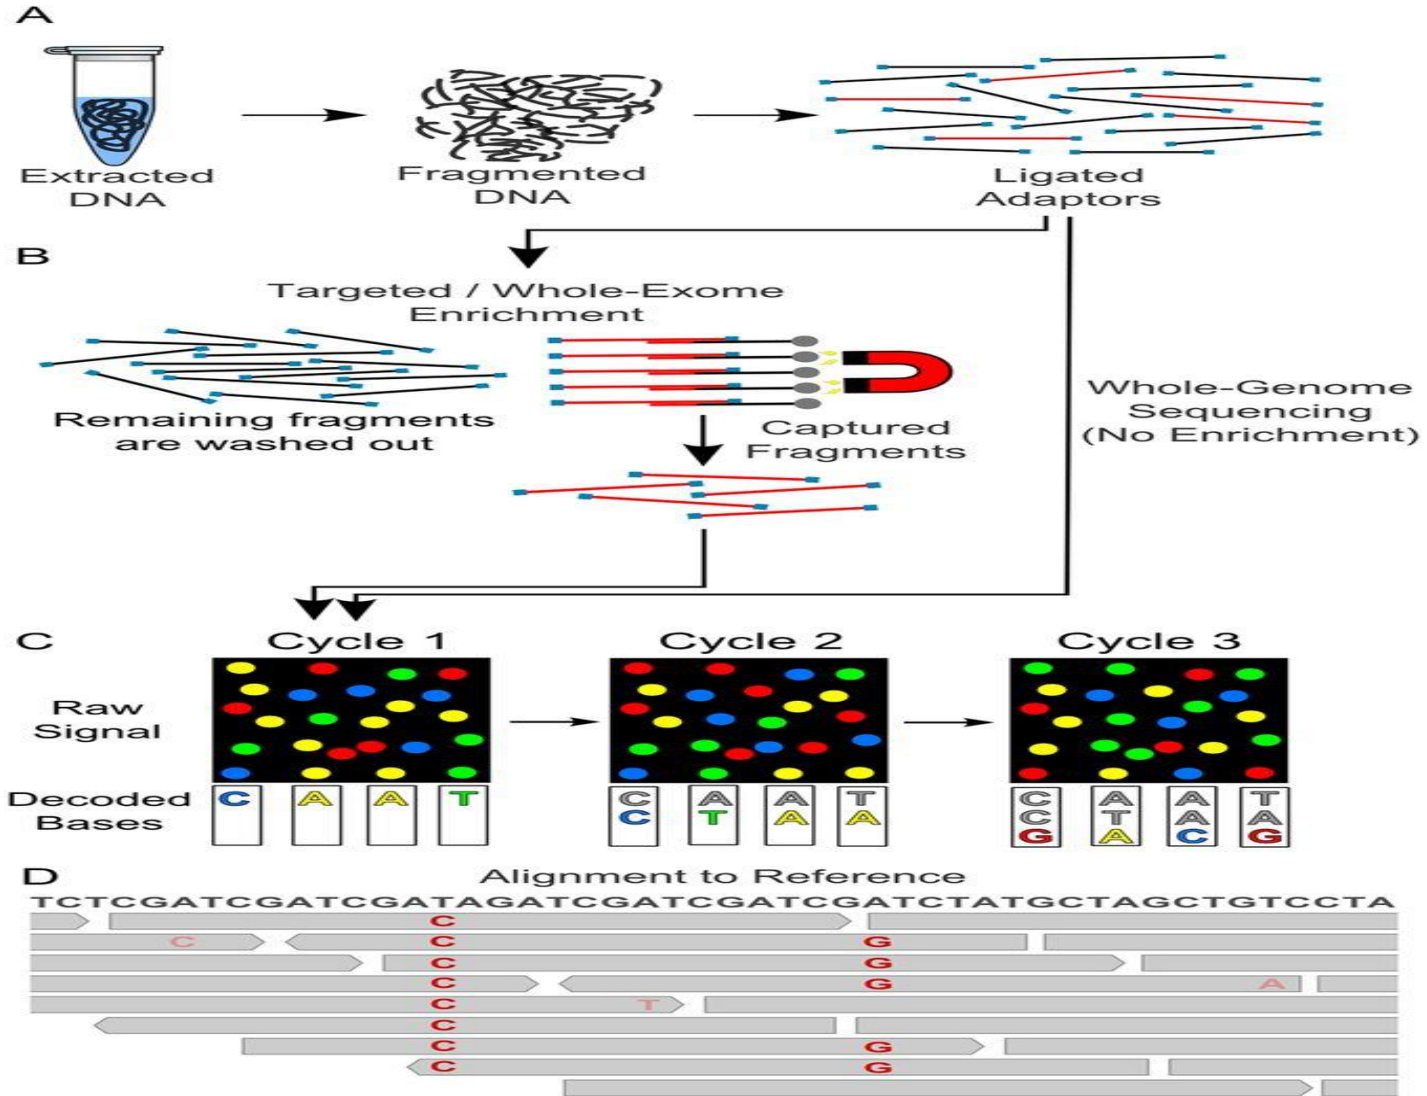 A
Extracted
DNA
Fragmented
DNA
Ligated
Adaptors
B
Targeted / Whole-Exome
Enrichment
Remaining fragments
are washed out
Captured
Fragments
Whole-Genome
Sequencing
(No Enrichment)
C
Cycle 1
Cycle 2
Cycle 3
Raw
Signal
Decoded
Bases
C A A T
C A A T
C T A A
C A A T
C T A A
G A C G
D
Alignment to Reference
TCTCGATCGATCGATAGATCGATCGATCGATCTATGCTAGCTGTCCTA
C
C C G
C G
C G A
C T
C
C G
C G